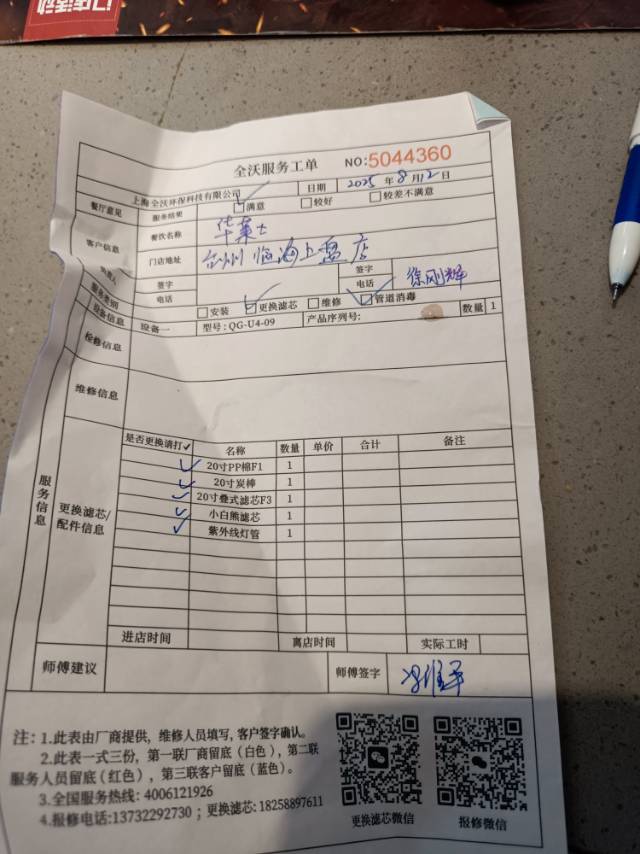 门店活动
全沃服务工单 NO:5044360
上海全沃环保科技有限公司 日期 2025 年 8 月 12 日
餐厅意见 服务结果 满意 较好 较差不满意
客户信息 餐饮名称 华莱士
门店地址 台州 临海上盘店
负责人 签字 签字 徐刚辉
电话 电话
服务类别 安装 更换滤芯 维修 管道消毒
设备信息 设备一 型号: QG-U4-09 产品序列号: 数量 1
检修信息
维修信息
服务信息
更换滤芯/配件信息
是否更换请打✓ 名称 数量 单价 合计 备注
✓ 20寸PP棉F1 1
✓ 20寸炭棒 1
✓ 20寸叠式滤芯F3 1
✓ 小白熊滤芯 1
✓ 紫外线灯管 1
进店时间 离店时间 实际工时
师傅建议 师傅签字
注: 1.此表由厂商提供, 维修人员填写, 客户签字确认。
2.此表一式三份, 第一联厂商留底(白色), 第二联
服务人员留底(红色), 第三联客户留底(蓝色)。
3.全国服务热线: 4006121926
4.报修电话:13732292730 ; 更换滤芯: 18258897611
更换滤芯微信 报修微信